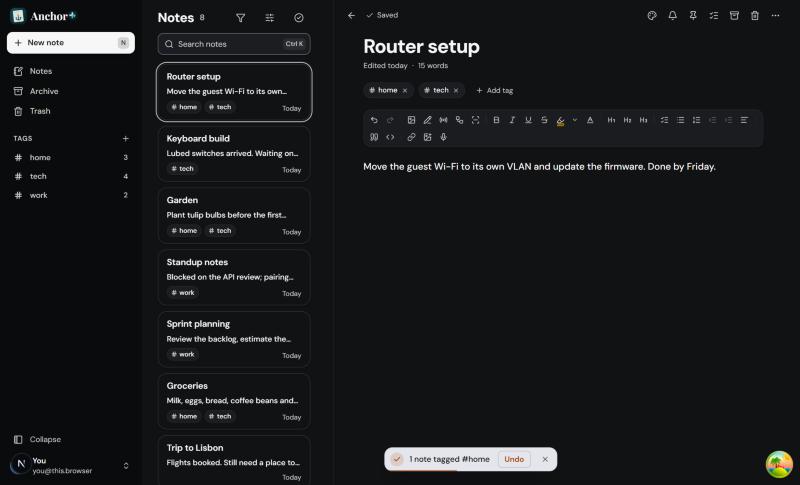 Anchor+
New note N
Notes
Archive
Trash
TAGS
# home 3
# tech 4
# work 2
Collapse
N
You
you@this.browser
Notes 8
Search notes Ctrl K
Router setup
Move the guest Wi-Fi to its own...
# home # tech Today
Keyboard build
Lubed switches arrived. Waiting on...
# tech Today
Garden
Plant tulip bulbs before the first...
# home # tech Today
Standup notes
Blocked on the API review; pairing...
# work Today
Sprint planning
Review the backlog, estimate the...
# work Today
Groceries
Milk, eggs, bread, coffee beans and...
# home # tech Today
Trip to Lisbon
Flights booked. Still need a place to...
Today
Saved
Router setup
Edited today · 15 words
# home × # tech × + Add tag
B I U S A H1 H2 H3
Move the guest Wi-Fi to its own VLAN and update the firmware. Done by Friday.
1 note tagged #home Undo ×